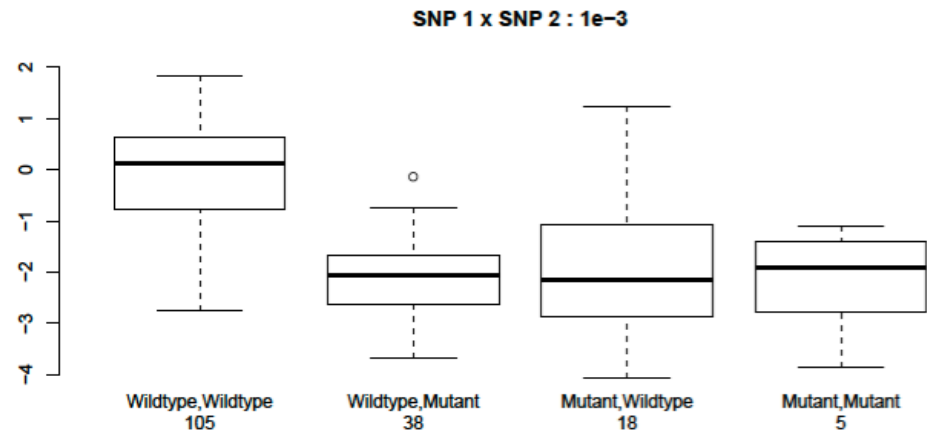 SNP 1 x SNP 2 : 1e−3
2
1
0
−1
−2
−3
−4
Wildtype,Wildtype Wildtype,Mutant Mutant,Wildtype Mutant,Mutant
105 38 18 5